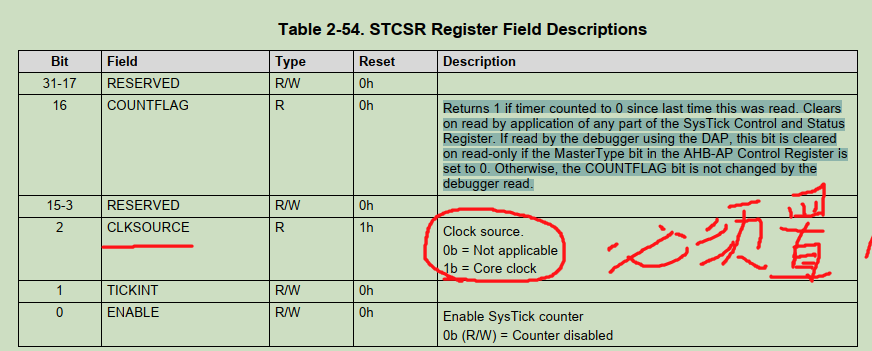 Table 2-54. STCSR Register Field Descriptions
Bit Field Type Reset Description
31-17 RESERVED R/W 0h
16 COUNTFLAG R 0h Returns 1 if timer counted to 0 since last time this was read. Clears
on read by application of any part of the SysTick Control and Status
Register. If read by the debugger using the DAP, this bit is cleared
on read-only if the MasterType bit in the AHB-AP Control Register is
set to 0. Otherwise, the COUNTFLAG bit is not changed by the
debugger read.
15-3 RESERVED R/W 0h
2 CLKSOURCE R 1h Clock source.
0b = Not applicable
1b = Core clock
必须置
1 TICKINT R/W 0h
0 ENABLE R/W 0h Enable SysTick counter
0b (R/W) = Counter disabled